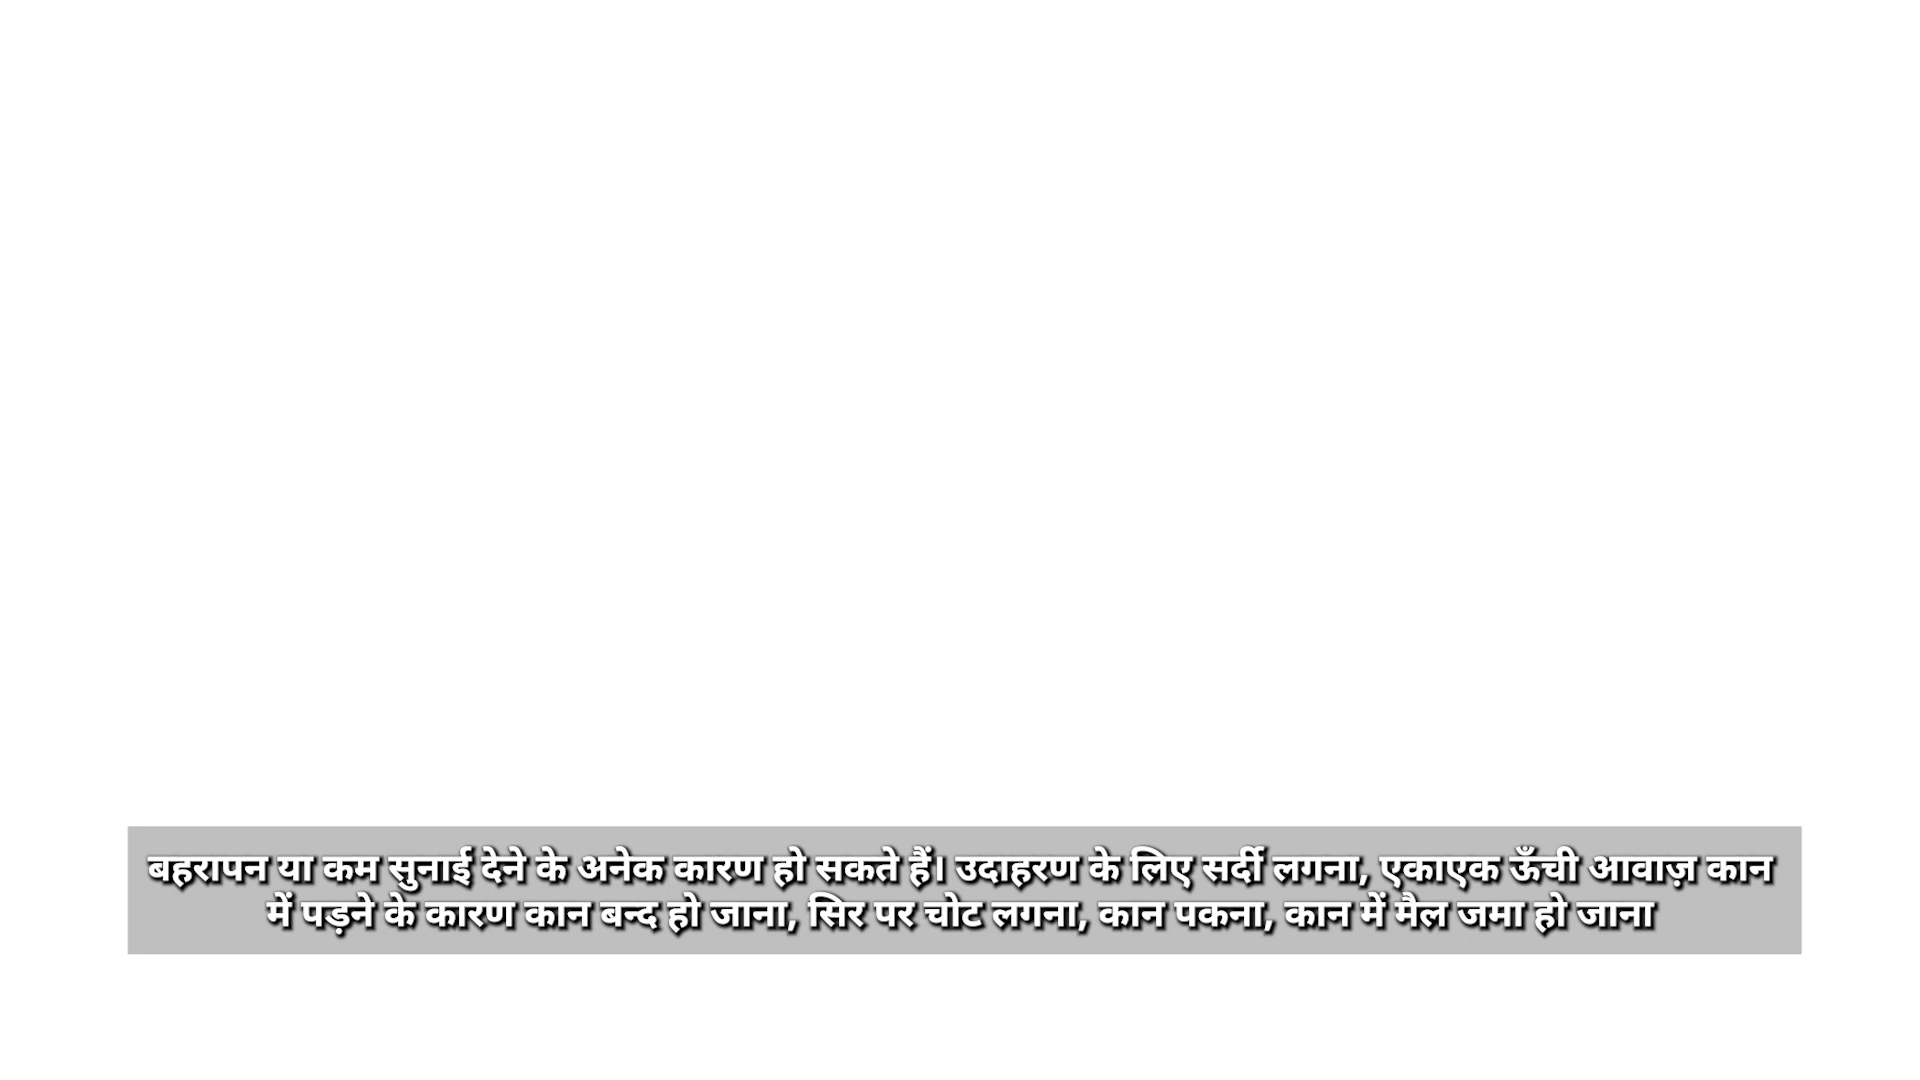 बहरापन या कम सुनाई देने के अनेक कारण हो सकते हैं। उदाहरण के लिए सर्दी लगना, एकाएक ऊँची आवाज़ कान
में पड़ने के कारण कान बन्द हो जाना, सिर पर चोट लगना, कान पकना, कान में मैल जमा हो जाना